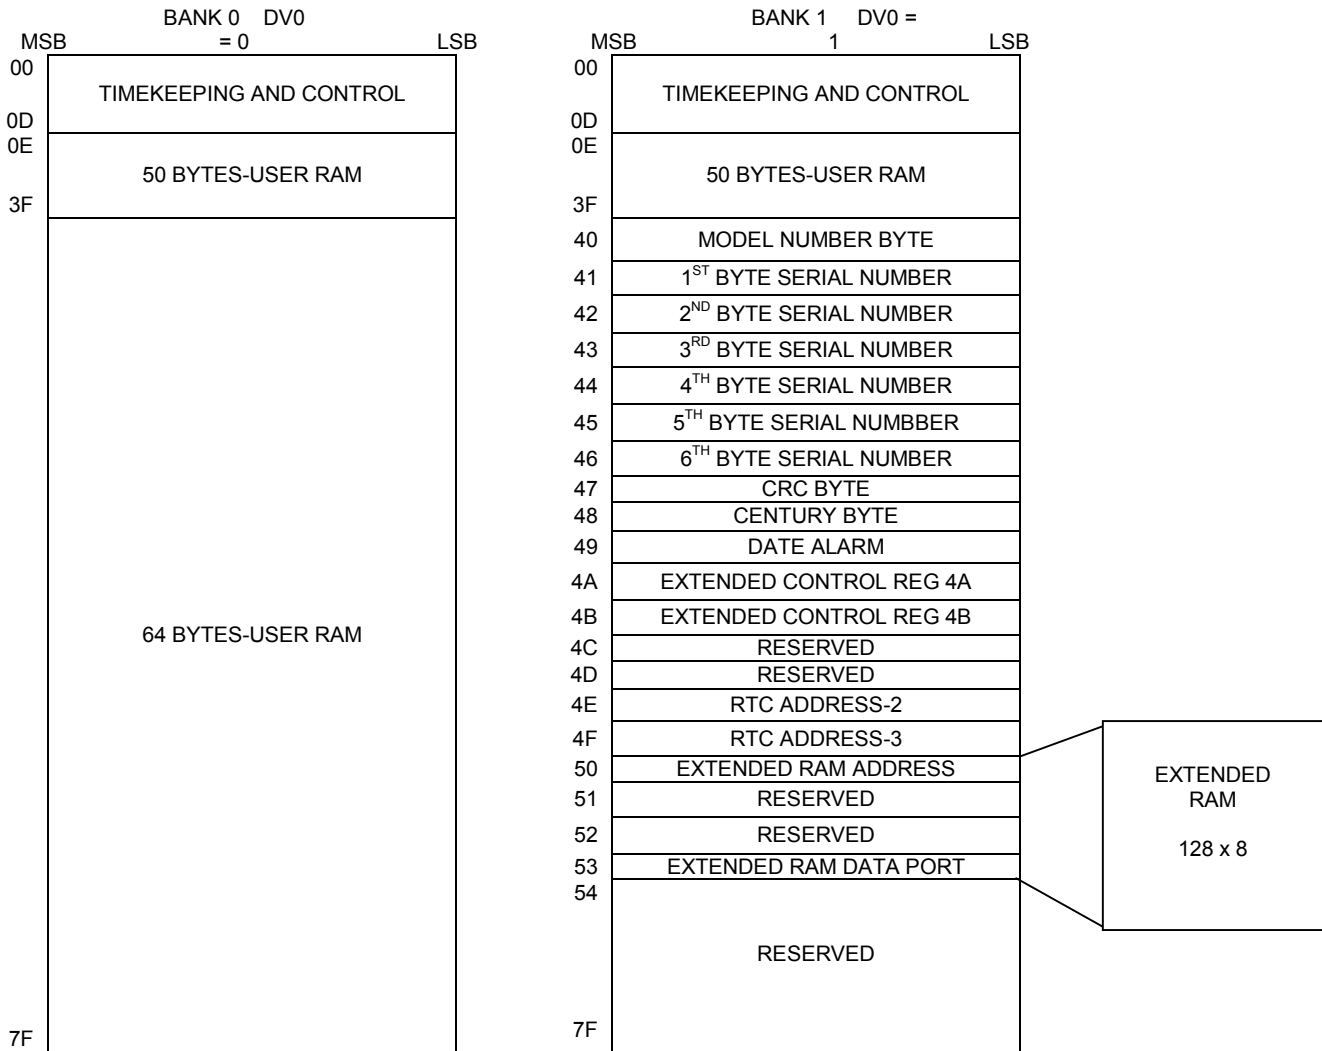 BANK 0 DV0
= 0
MSB LSB
00
TIMEKEEPING AND CONTROL
0D
0E
50 BYTES-USER RAM
3F
64 BYTES-USER RAM
7F
BANK 1 DV0 =
1
MSB LSB
00
TIMEKEEPING AND CONTROL
0D
0E
50 BYTES-USER RAM
3F
40 MODEL NUMBER BYTE
41 1ST BYTE SERIAL NUMBER
42 2ND BYTE SERIAL NUMBER
43 3RD BYTE SERIAL NUMBER
44 4TH BYTE SERIAL NUMBER
45 5TH BYTE SERIAL NUMBBER
46 6TH BYTE SERIAL NUMBER
47 CRC BYTE
48 CENTURY BYTE
49 DATE ALARM
4A EXTENDED CONTROL REG 4A
4B EXTENDED CONTROL REG 4B
4C RESERVED
4D RESERVED
4E RTC ADDRESS-2
4F RTC ADDRESS-3
50 EXTENDED RAM ADDRESS
51 RESERVED
52 RESERVED
53 EXTENDED RAM DATA PORT
54
RESERVED
7F
EXTENDED
RAM
128 x 8